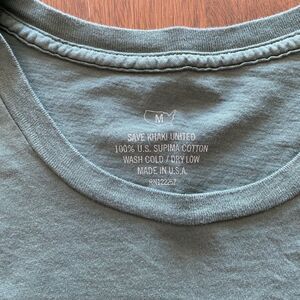 M
SAVE KHAKI UNITED
100% U.S. SUPIMA COTTON
WASH COLD / DRY LOW
MADE IN U.S.A.